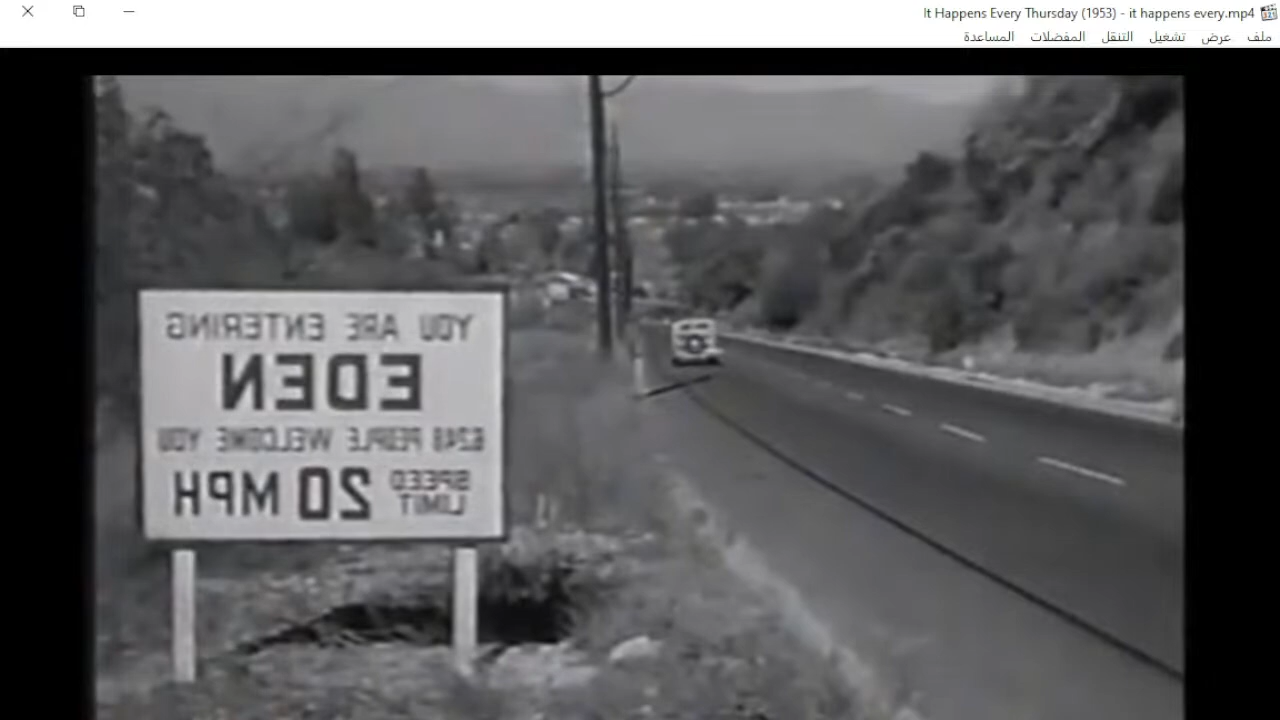 It Happens Every Thursday (1953) - it happens every.mp4
ملف عرض تشغيل التنقل المفضلات المساعدة
YOU ARE ENTERING
EDEN
6248 PEOPLE WELCOME YOU
SPEED LIMIT 20 MPH